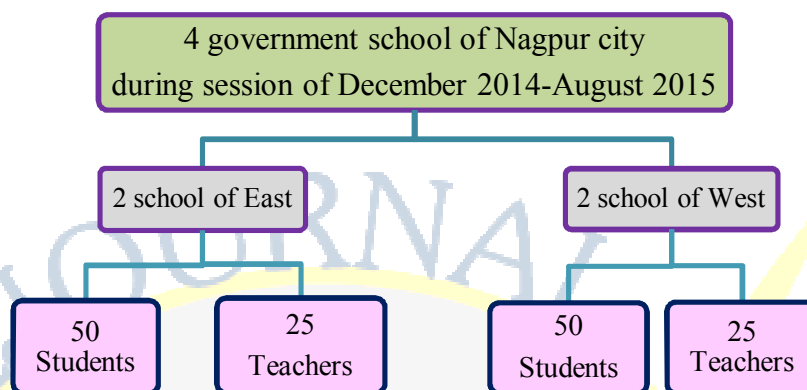 4 government school of Nagpur city
during session of December 2014-August 2015
2 school of East
2 school of West
50
Students
25
Teachers
50
Students
25
Teachers
JOURNAL